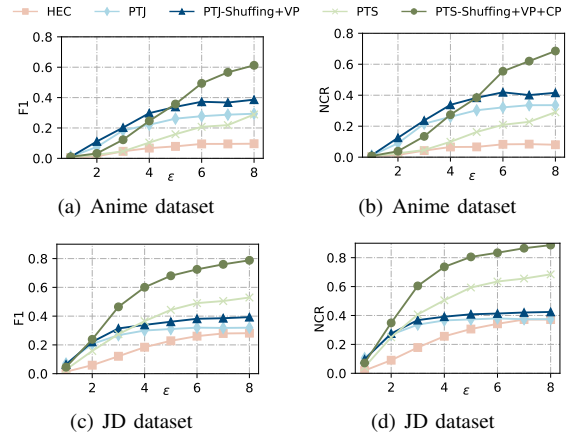 HEC PTJ PTJ-Shuffing+VP PTS PTS-Shuffing+VP+CP
0.8 0.6 0.4 0.2 0.0
F1
2 4 6 8
ε
0.8 0.6 0.4 0.2 0.0
NCR
2 4 6 8
ε
(a) Anime dataset (b) Anime dataset
0.8 0.6 0.4 0.2 0.0
F1
2 4 6 8
ε
0.8 0.6 0.4 0.2 0.0
NCR
2 4 6 8
ε
(c) JD dataset (d) JD dataset